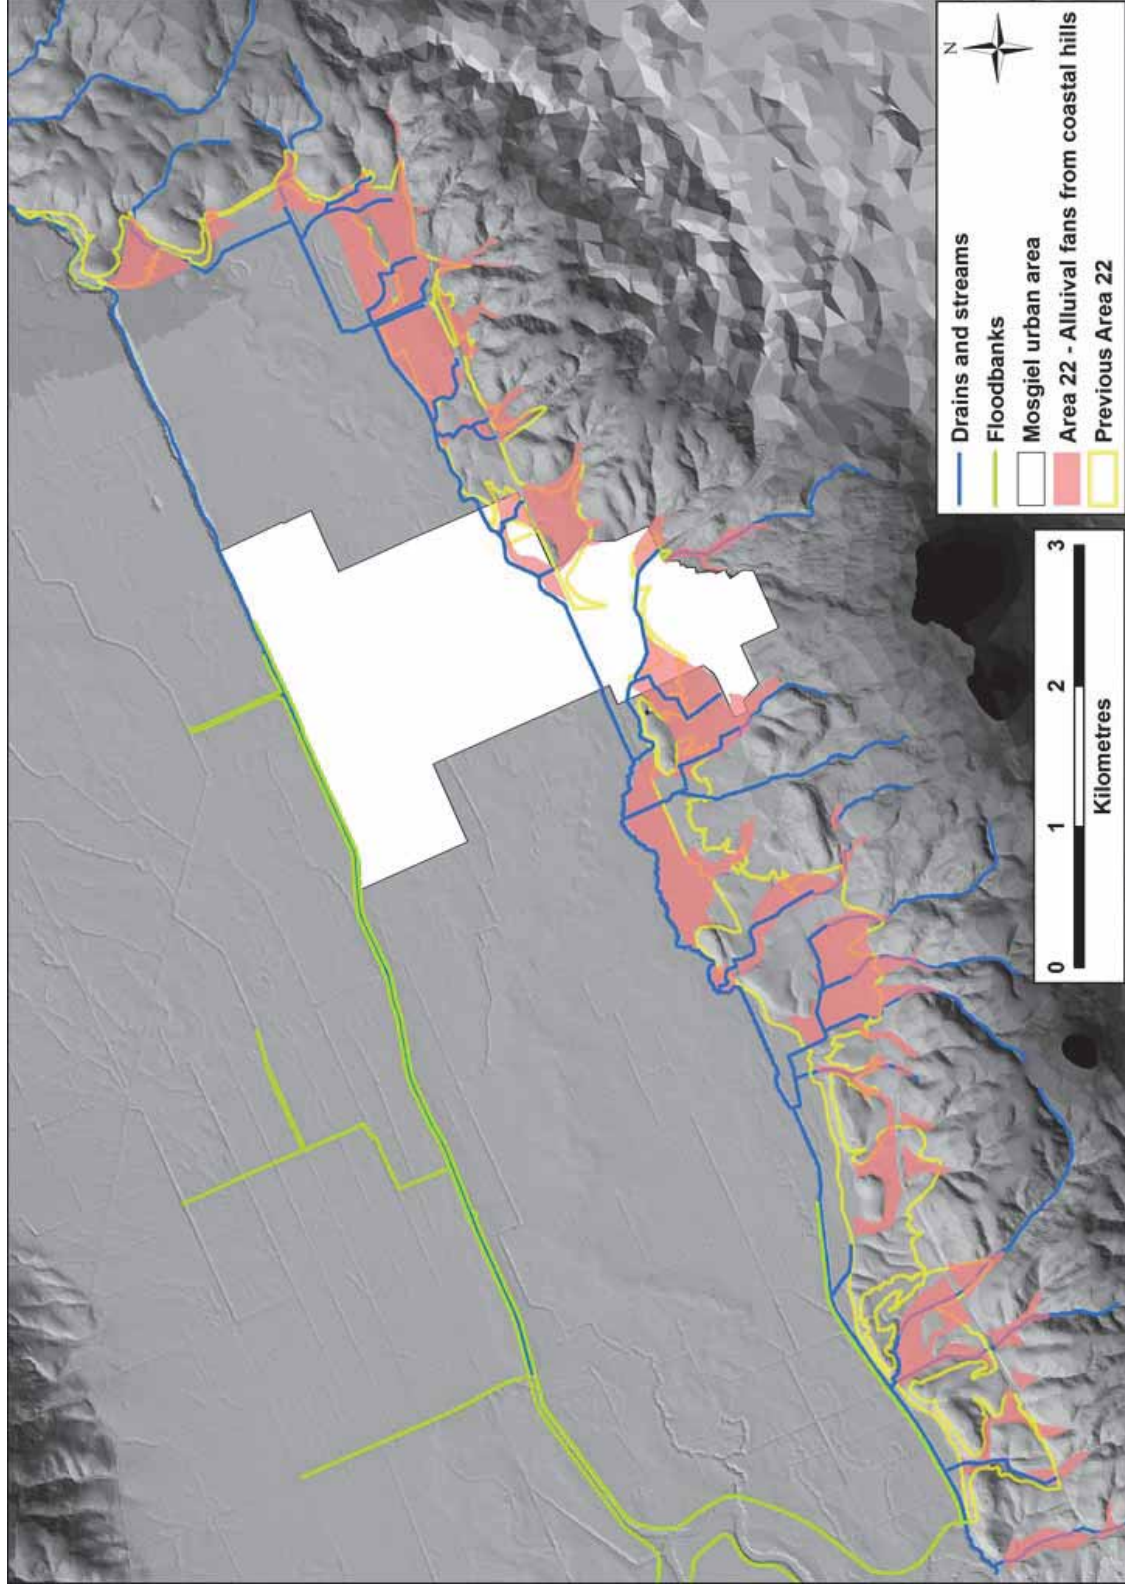 N
Drains and streams
Floodbanks
Mosgiel urban area
Area 22 - Alluival fans from coastal hills
Previous Area 22
0 1 2 3
Kilometres